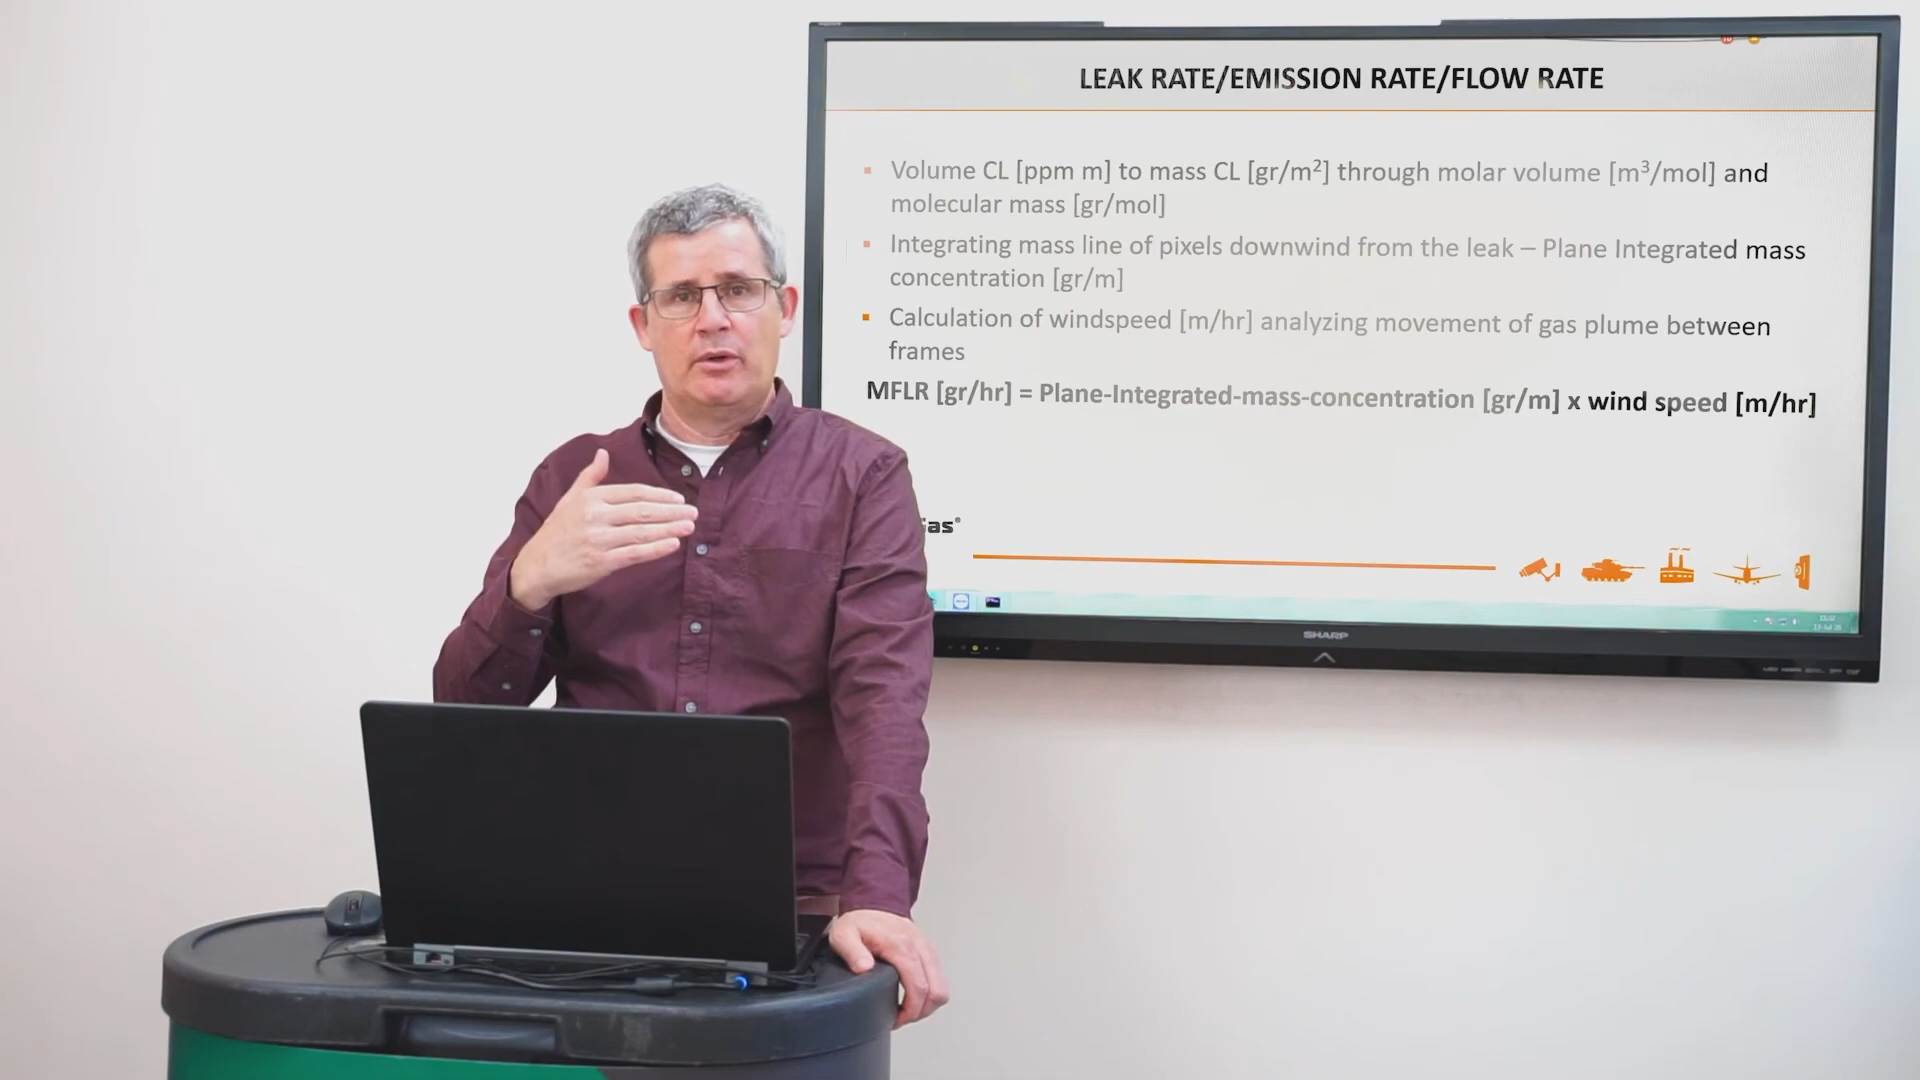 LEAK RATE/EMISSION RATE/FLOW RATE
▪ Volume CL [ppm m] to mass CL [gr/m²] through molar volume [m³/mol] and
molecular mass [gr/mol]
▪ Integrating mass line of pixels downwind from the leak – Plane Integrated mass
concentration [gr/m]
▪ Calculation of windspeed [m/hr] analyzing movement of gas plume between
frames
MFLR [gr/hr] = Plane-Integrated-mass-concentration [gr/m] x wind speed [m/hr]
Gas®
SHARP